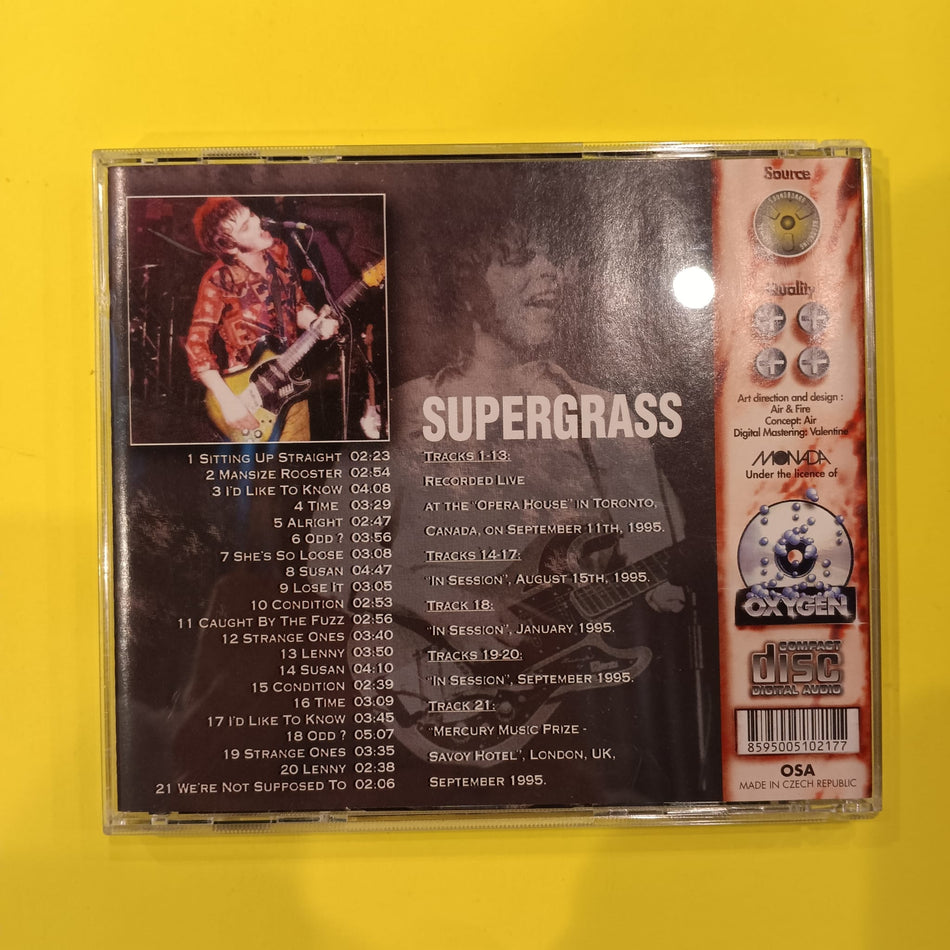 1 SITTING UP STRAIGHT 02:23
2 MANSIZE ROOSTER 02:54
3 I'D LIKE TO KNOW 04:08
4 TIME 03:29
5 ALRIGHT 02:47
6 ODD ? 03:56
7 SHE'S SO LOOSE 03:08
8 SUSAN 04:47
9 LOSE IT 03:05
10 CONDITION 02:53
11 CAUGHT BY THE FUZZ 02:56
12 STRANGE ONES 03:40
13 LENNY 03:50
14 SUSAN 04:10
15 CONDITION 02:39
16 TIME 03:09
17 I'D LIKE TO KNOW 03:45
18 ODD ? 05:07
19 STRANGE ONES 03:35
20 LENNY 02:38
21 WE'RE NOT SUPPOSED TO 02:06
SUPERGRASS
TRACKS 1-13:
RECORDED LIVE
AT THE "OPERA HOUSE" IN TORONTO,
CANADA, ON SEPTEMBER 11TH, 1995.
TRACKS 14-17:
"IN SESSION", AUGUST 15TH, 1995.
TRACK 18:
"IN SESSION", JANUARY 1995.
TRACKS 19-20:
"IN SESSION", SEPTEMBER 1995.
TRACK 21:
"MERCURY MUSIC PRIZE -
SAVOY HOTEL", LONDON, UK,
SEPTEMBER 1995.
Source
SOUNDBOARD
Quality
Art direction and design :
Air & Fire
Concept: Air
Digital Mastering: Valentine
MONADA
Under the licence of
OXYGEN
COMPACT
disc
DIGITAL AUDIO
8595005102177
OSA
MADE IN CZECH REPUBLIC